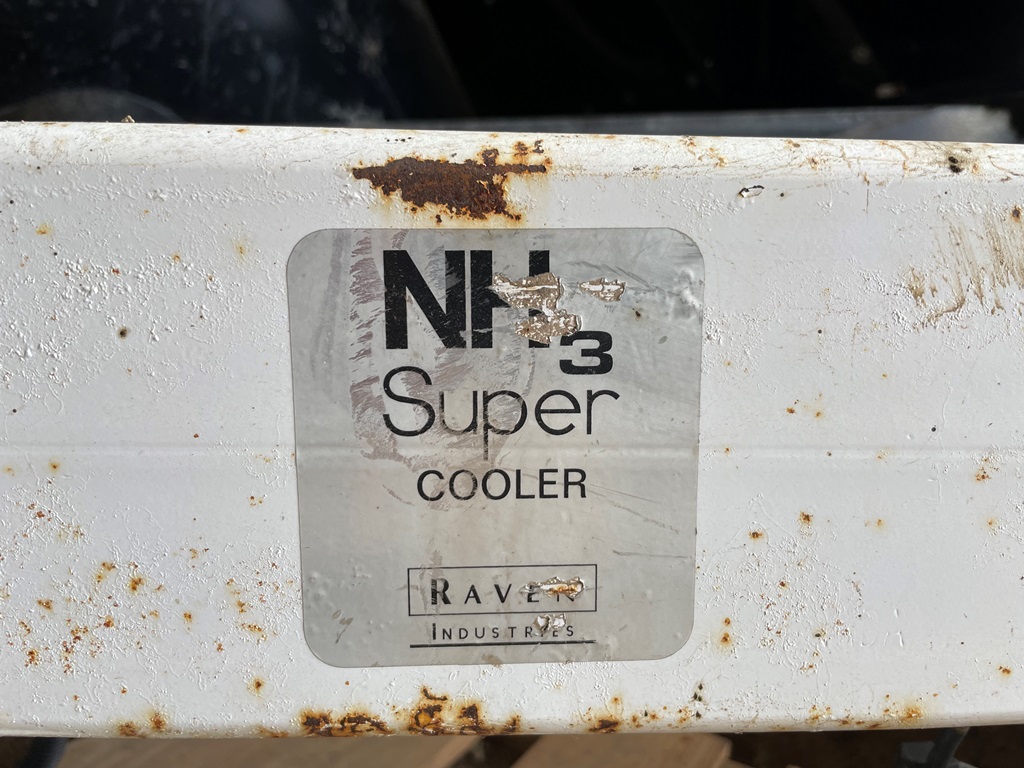 NH3
Super
COOLER
RAVEN
INDUSTRIES